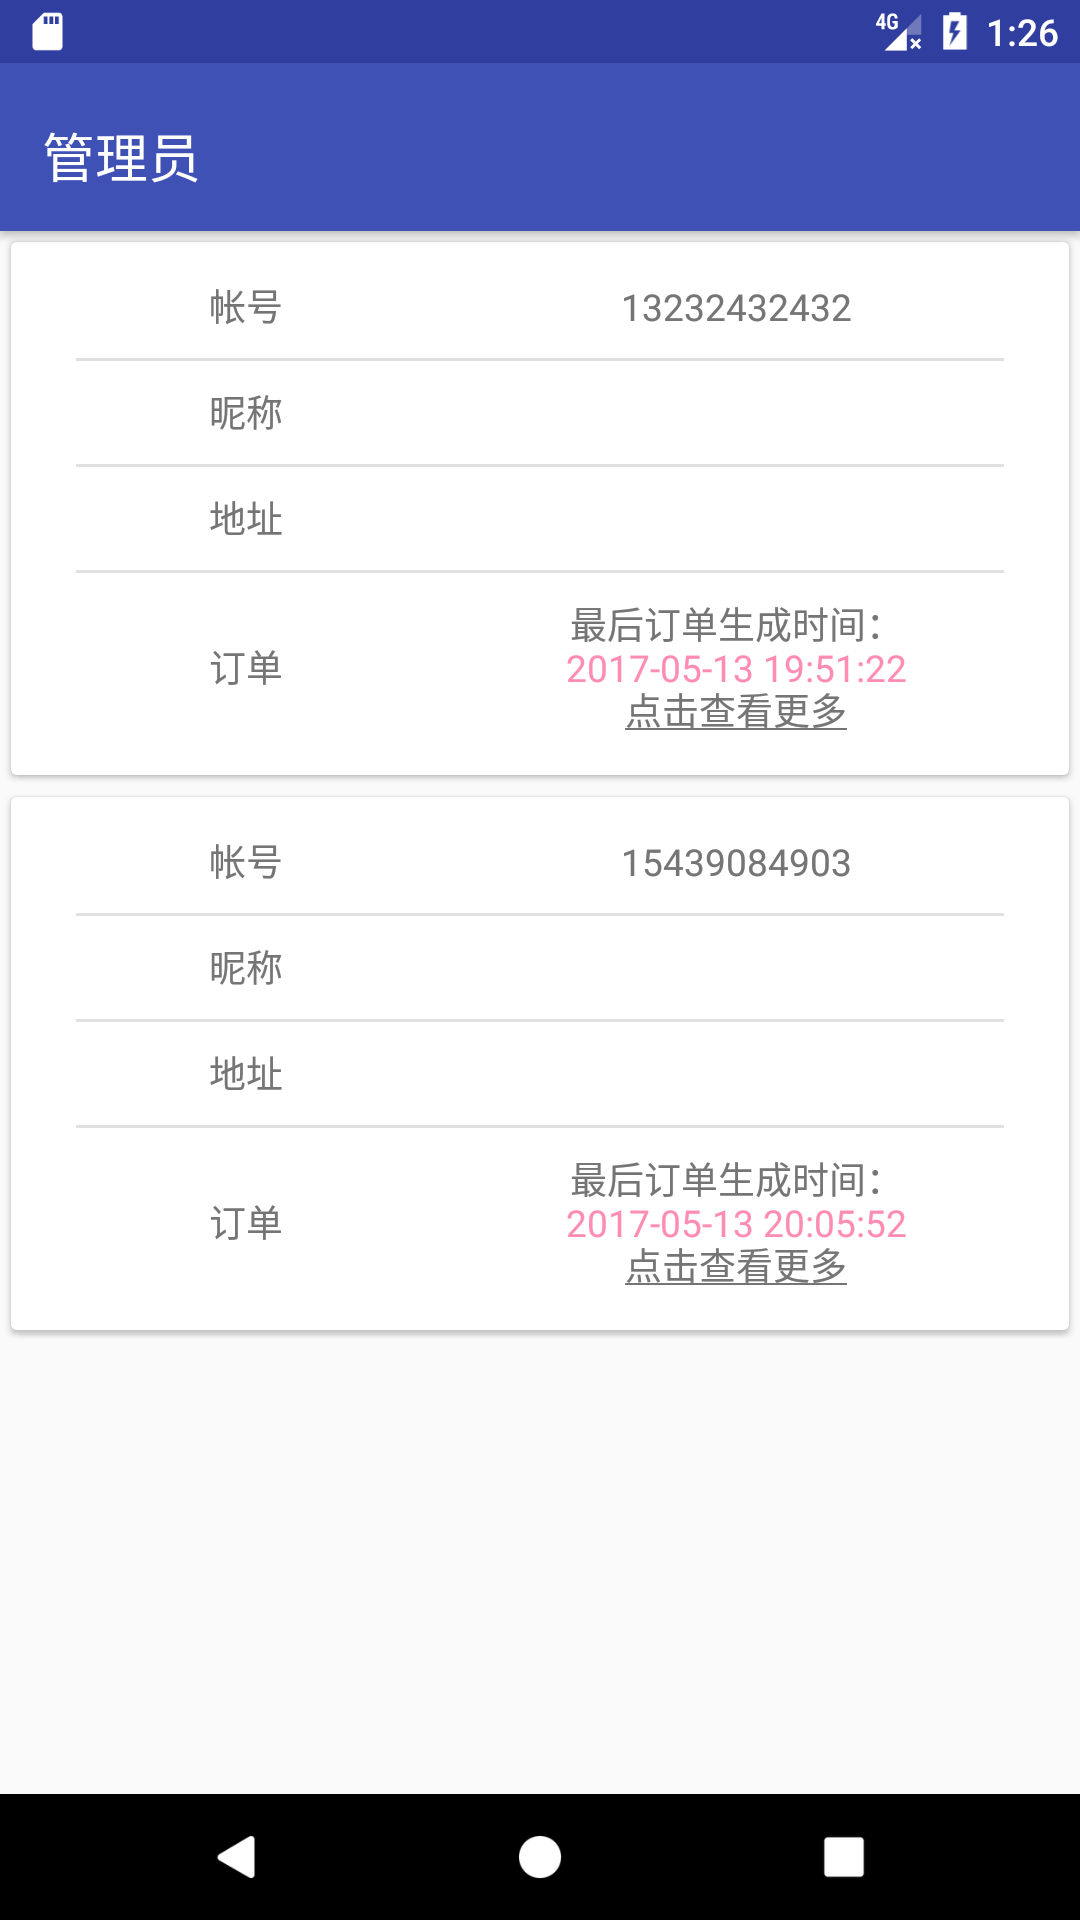 4G 1:26
管理员
帐号 13232432432
昵称
地址
订单 最后订单生成时间：
2017-05-13 19:51:22
点击查看更多
帐号 15439084903
昵称
地址
订单 最后订单生成时间：
2017-05-13 20:05:52
点击查看更多